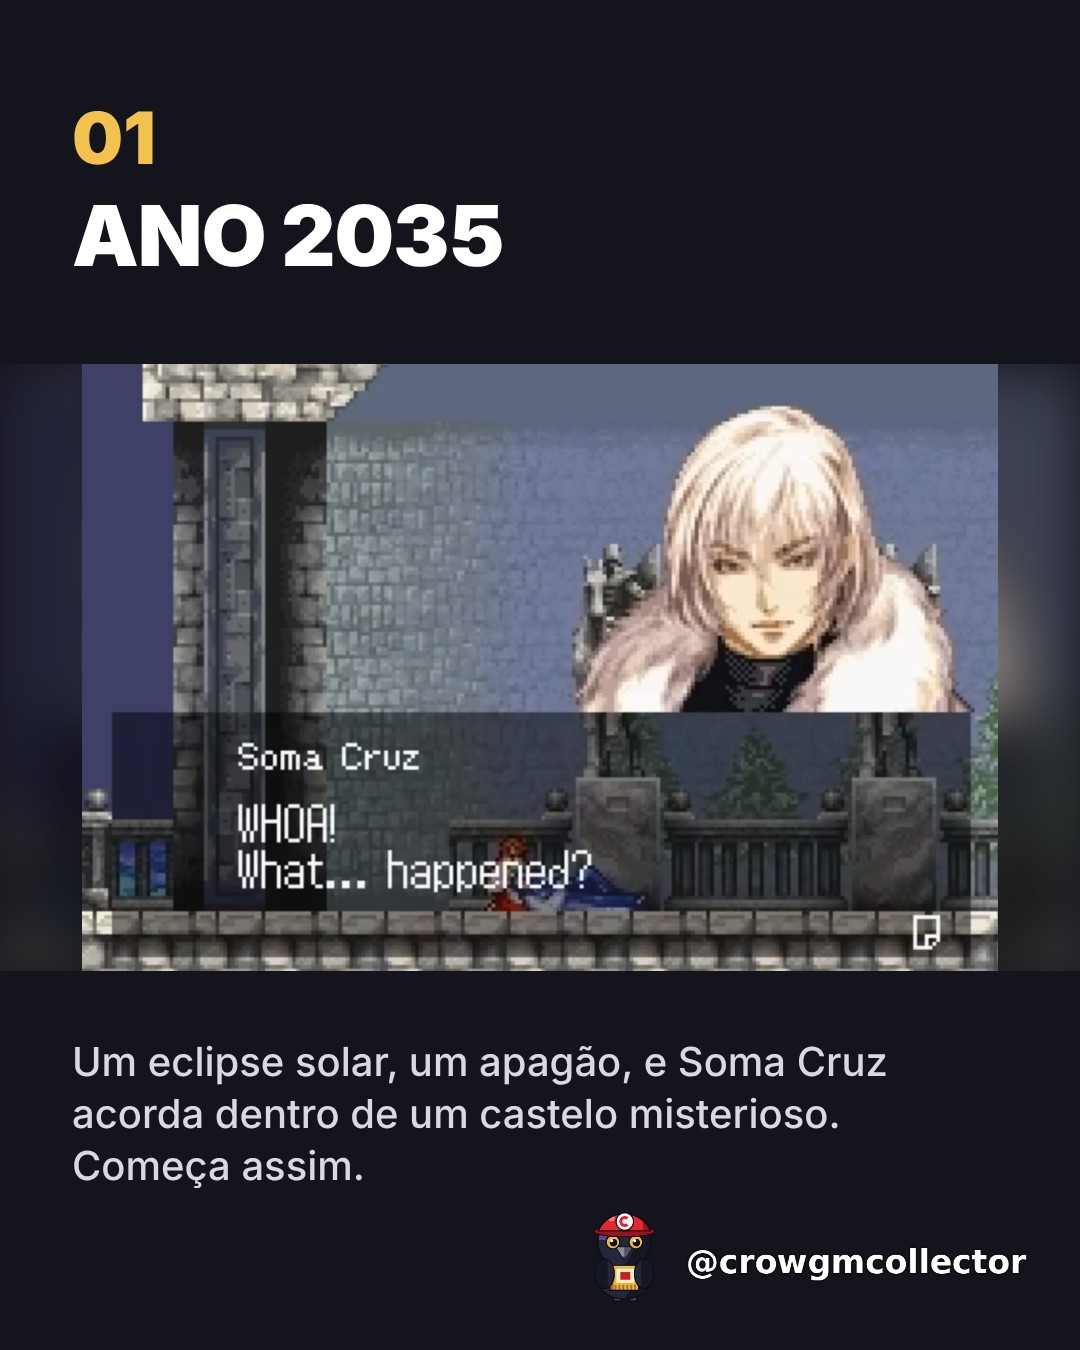 01
ANO 2035
Soma Cruz
WHOA!
What... happened?
Um eclipse solar, um apagão, e Soma Cruz
acorda dentro de um castelo misterioso.
Começa assim.
C
@crowgmcollector